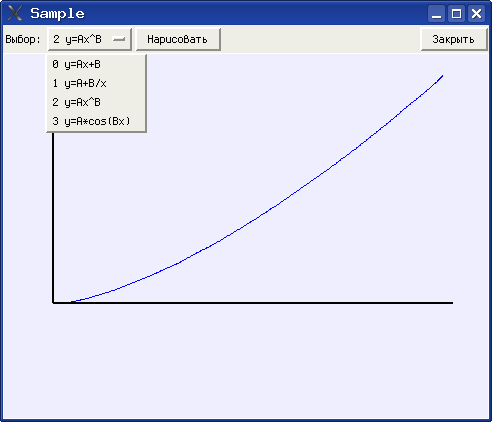 Sample
Выбор: 2 y=Ax^B Нарисовать Закрыть
0 y=Ax+B
1 y=A+B/x
2 y=Ax^B
3 y=A*cos(Bx)